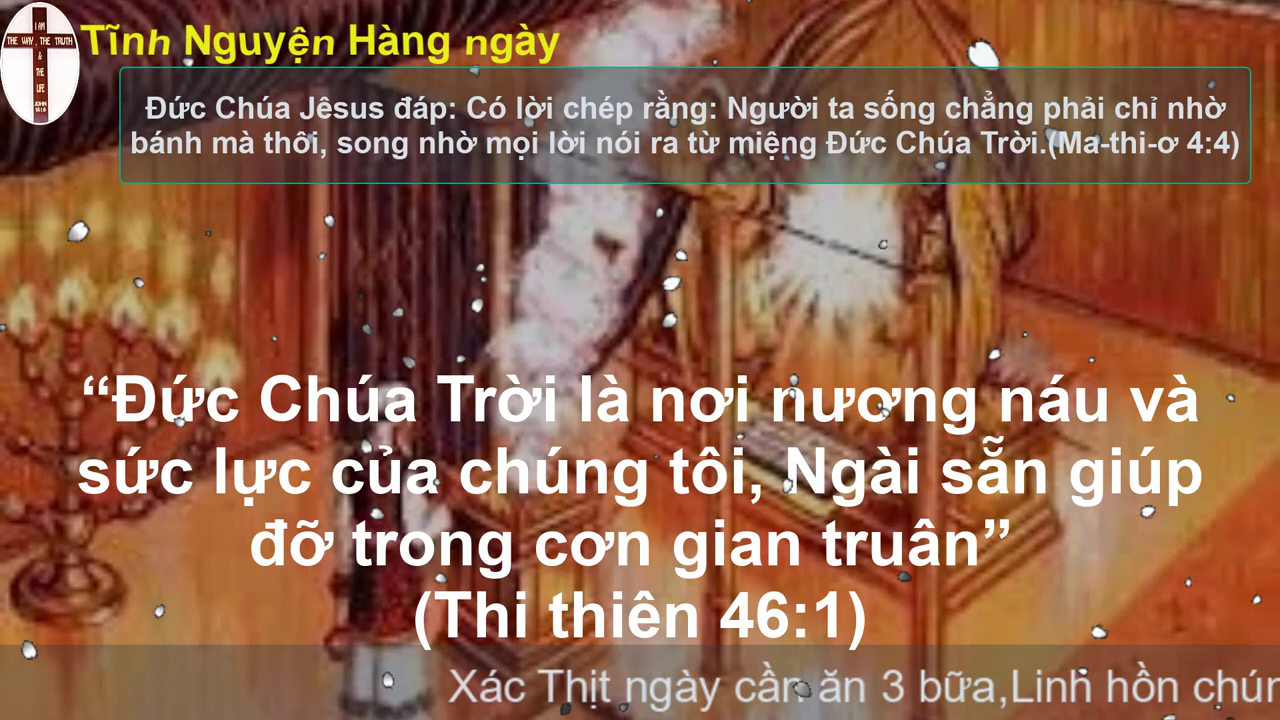 I AM
THE WAY, THE TRUTH
&
THE
LIFE
JOHN
Tĩnh Nguyện Hàng ngày
Đức Chúa Jêsus đáp: Có lời chép rằng: Người ta sống chẳng phải chỉ nhờ
bánh mà thôi, song nhờ mọi lời nói ra từ miệng Đức Chúa Trời.(Ma-thi-ơ 4:4)
“Đức Chúa Trời là nơi nương náu và
sức lực của chúng tôi, Ngài sẵn giúp
đỡ trong cơn gian truân”
(Thi thiên 46:1)
Xác Thịt ngày cần ăn 3 bữa,Linh hồn